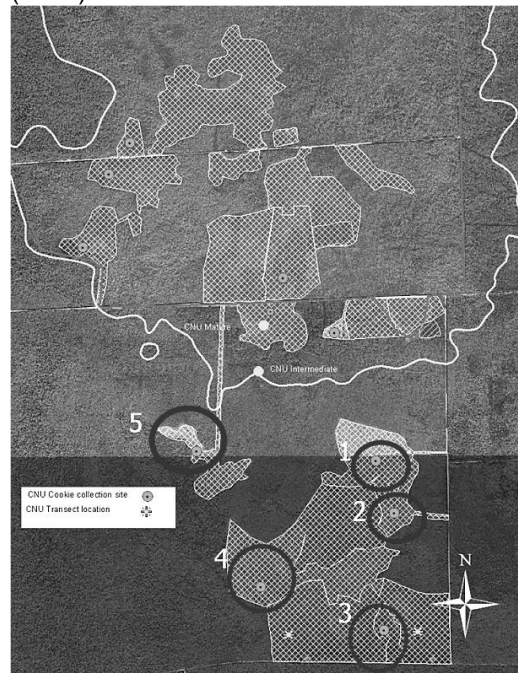 CNU Mature
CNU Intermediate
5
1
2
4
3
CNU Cookie collection site
CNU Transect location
N